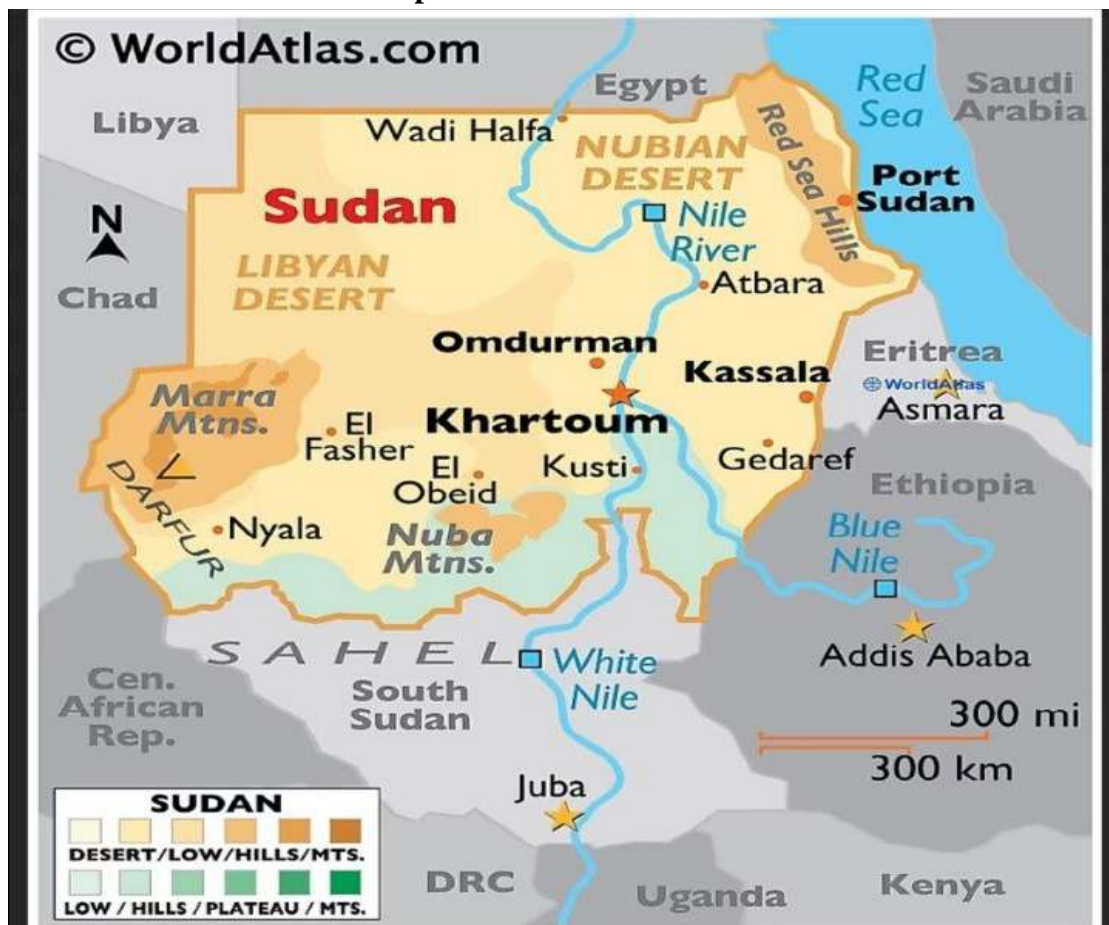 © WorldAtlas.com
Egypt
Red
Sea
Saudi
Arabia
Libya
Wadi Halfa
NUBIAN
DESERT
Red Sea Hills
Port
Sudan
Sudan
N
Nile
River
LIBYAN
DESERT
Atbara
Chad
Omdurman
Eritrea
WorldAtlas
Kassala
Asmara
Marra
Mtns.
Khartoum
El
Fasher
El
Obeid
Kusti
Gedaref
Ethiopia
DARFUR
Nyala
Nuba
Mtns.
Blue
Nile
SAHEL
White
Nile
Addis Ababa
Cen.
African
Rep.
South
Sudan
300 mi
300 km
Juba
SUDAN
DESERT/LOW/HILLS/MTS.
LOW / HILLS / PLATEAU / MTS.
DRC
Uganda
Kenya